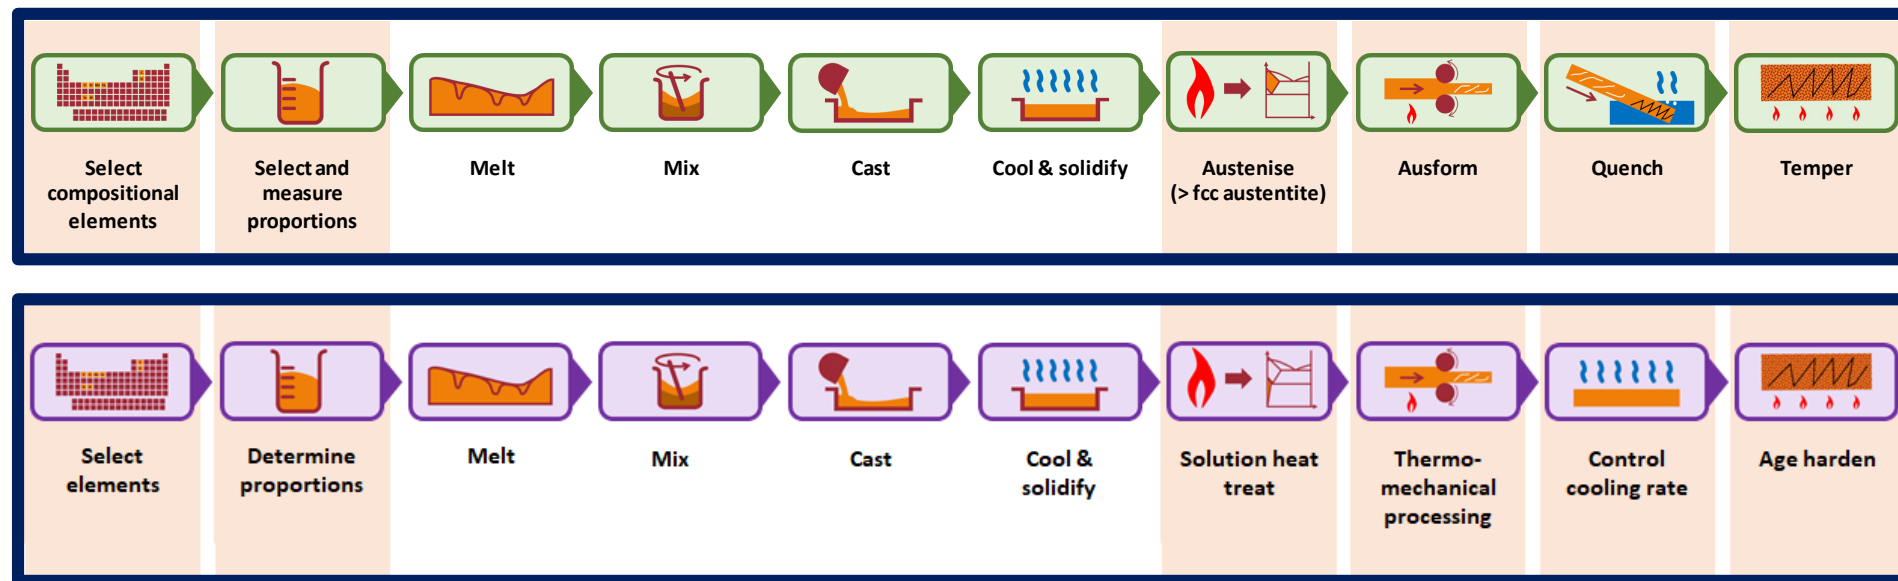 Select
compositional
elements
Select and
measure
proportions
Melt
Mix
Cast
Cool & solidify
Austenise
(> fcc austentite)
Ausform
Quench
Temper
Select
elements
Determine
proportions
Melt
Mix
Cast
Cool &
solidify
Solution heat
treat
Thermo-
mechanical
processing
Control
cooling rate
Age harden